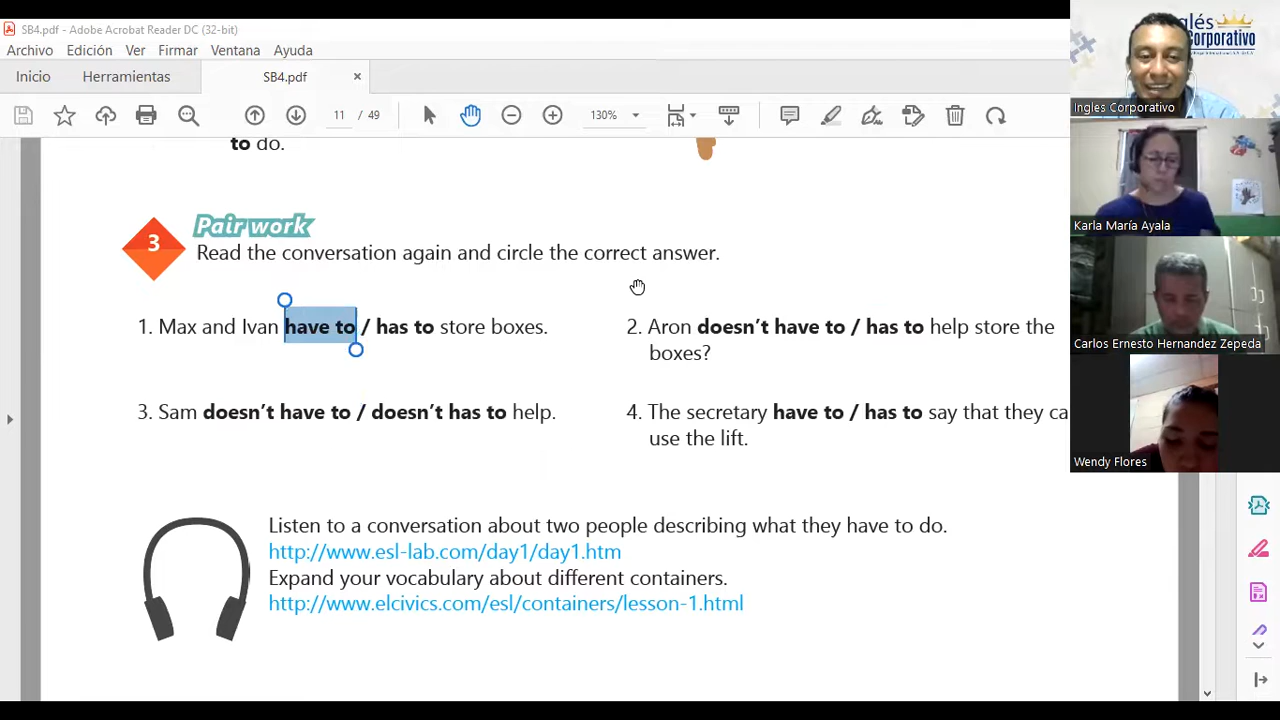 SB4.pdf - Adobe Acrobat Reader DC (32-bit)
Archivo Edición Ver Firmar Ventana Ayuda
Inicio Herramientas SB4.pdf ×
11 / 49 130%
to do.
3
Pair work
Read the conversation again and circle the correct answer.
1. Max and Ivan have to / has to store boxes.
2. Aron doesn't have to / has to help store the
boxes?
3. Sam doesn't have to / doesn't has to help.
4. The secretary have to / has to say that they ca
use the lift.
Listen to a conversation about two people describing what they have to do.
http://www.esl-lab.com/day1/day1.htm
Expand your vocabulary about different containers.
http://www.elcivics.com/esl/containers/lesson-1.html
Ingles Corporativo
Karla María Ayala
Carlos Ernesto Hernandez Zepeda
Wendy Flores